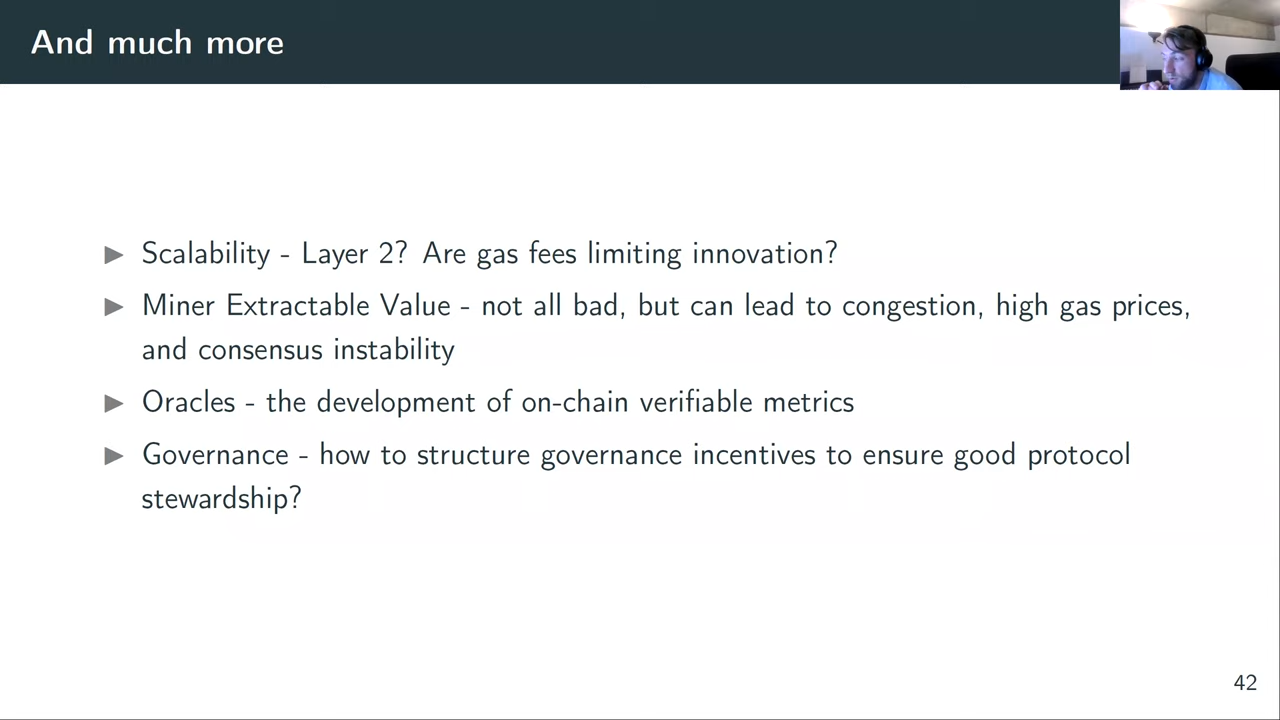 And much more
Scalability - Layer 2? Are gas fees limiting innovation?
Miner Extractable Value - not all bad, but can lead to congestion, high gas prices,
and consensus instability
Oracles - the development of on-chain verifiable metrics
Governance - how to structure governance incentives to ensure good protocol
stewardship?
42